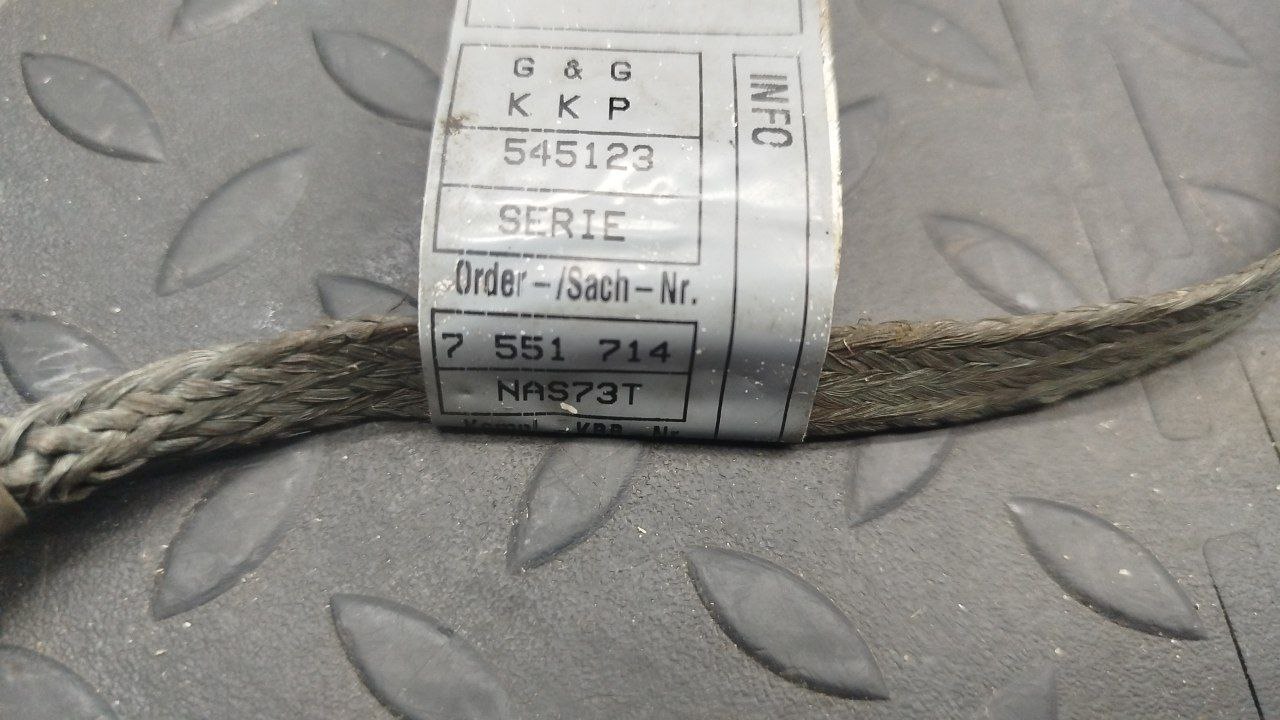 G & G
K K P
545123
SERIE
Order-/Sach-Nr.
7 551 714
NAS73T
INFO